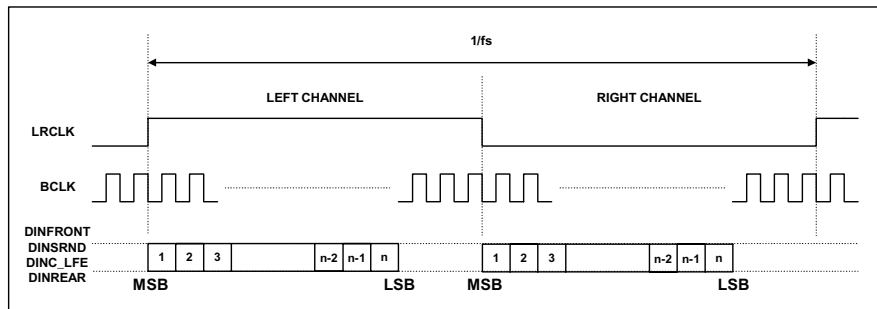 1/fs
LEFT CHANNEL RIGHT CHANNEL
LRCLK
BCLK
DINFRONT
DINSRND
DINC_LFE
DINREAR
1 2 3 n-2 n-1 n 1 2 3 n-2 n-1 n
MSB LSB MSB LSB